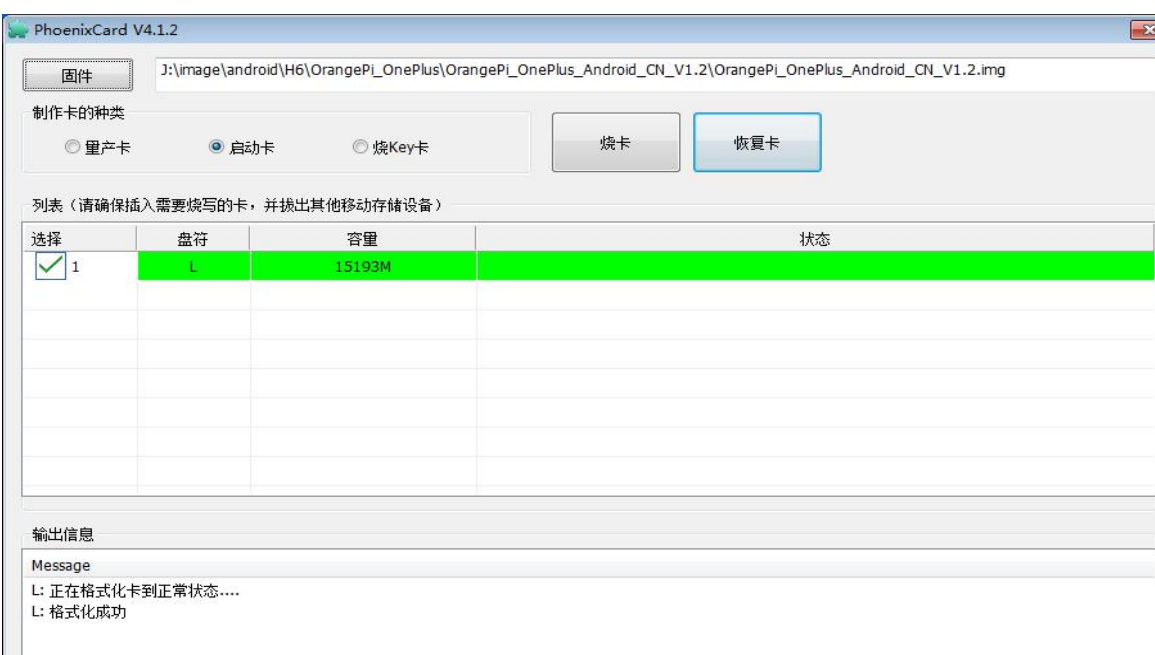 PhoenixCard V4.1.2
固件 J:\image\android\H6\OrangePi_OnePlus\OrangePi_OnePlus_Android_CN_V1.2\OrangePi_OnePlus_Android_CN_V1.2.img
制作卡的种类
量产卡 启动卡 烧Key卡 烧卡 恢复卡
列表（请确保插入需要烧写的卡，并拔出其他移动存储设备）
选择 盘符 容里 状态
1 L 15193M
输出信息
Message
L: 正在格式化卡到正常状态....
L: 格式化成功